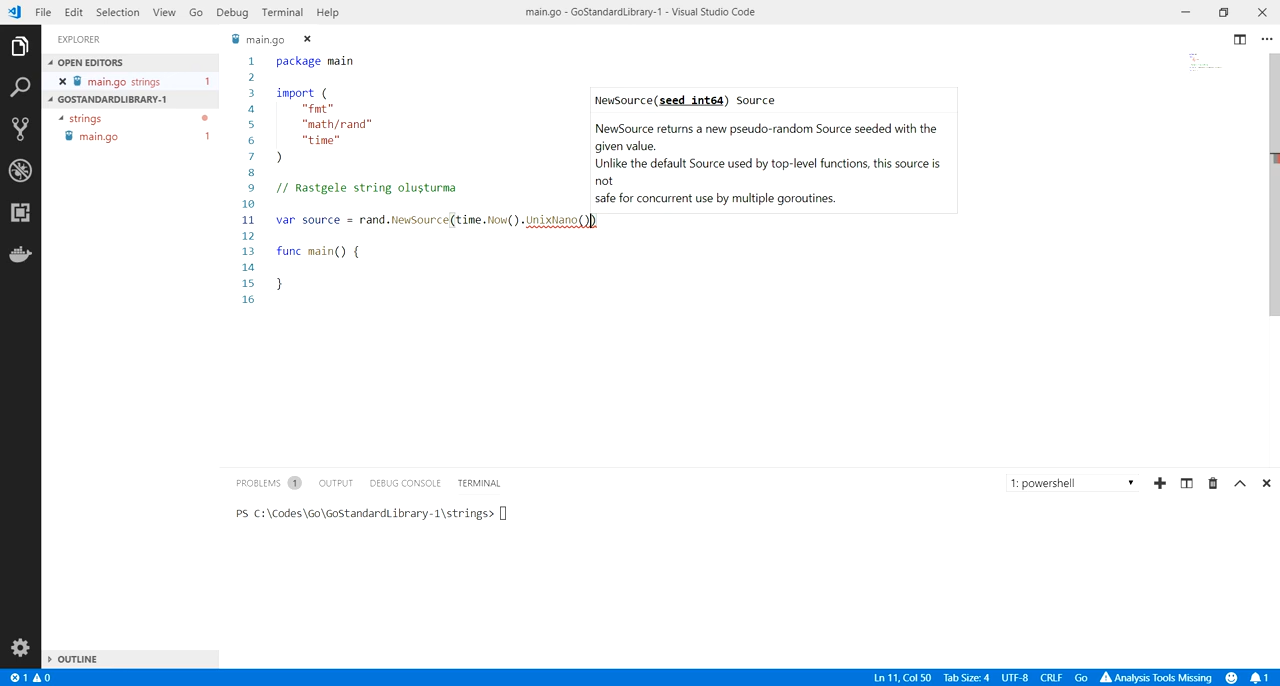 File Edit Selection View Go Debug Terminal Help
main.go - GoStandardLibrary-1 - Visual Studio Code
EXPLORER
OPEN EDITORS
main.go strings 1
GOSTANDARDLIBRARY-1
strings
main.go 1
OUTLINE
main.go
1 package main
2
3 import (
4 "fmt"
5 "math/rand"
6 "time"
7 )
8
9 // Rastgele string oluşturma
10
11 var source = rand.NewSource(time.Now().UnixNano())
12
13 func main() {
14
15 }
16
NewSource(seed int64) Source
NewSource returns a new pseudo-random Source seeded with the
given value.
Unlike the default Source used by top-level functions, this source is
not
safe for concurrent use by multiple goroutines.
PROBLEMS 1 OUTPUT DEBUG CONSOLE TERMINAL
1: powershell
PS C:\Codes\Go\GoStandardLibrary-1\strings>
1 0
Ln 11, Col 50 Tab Size: 4 UTF-8 CRLF Go Analysis Tools Missing 1